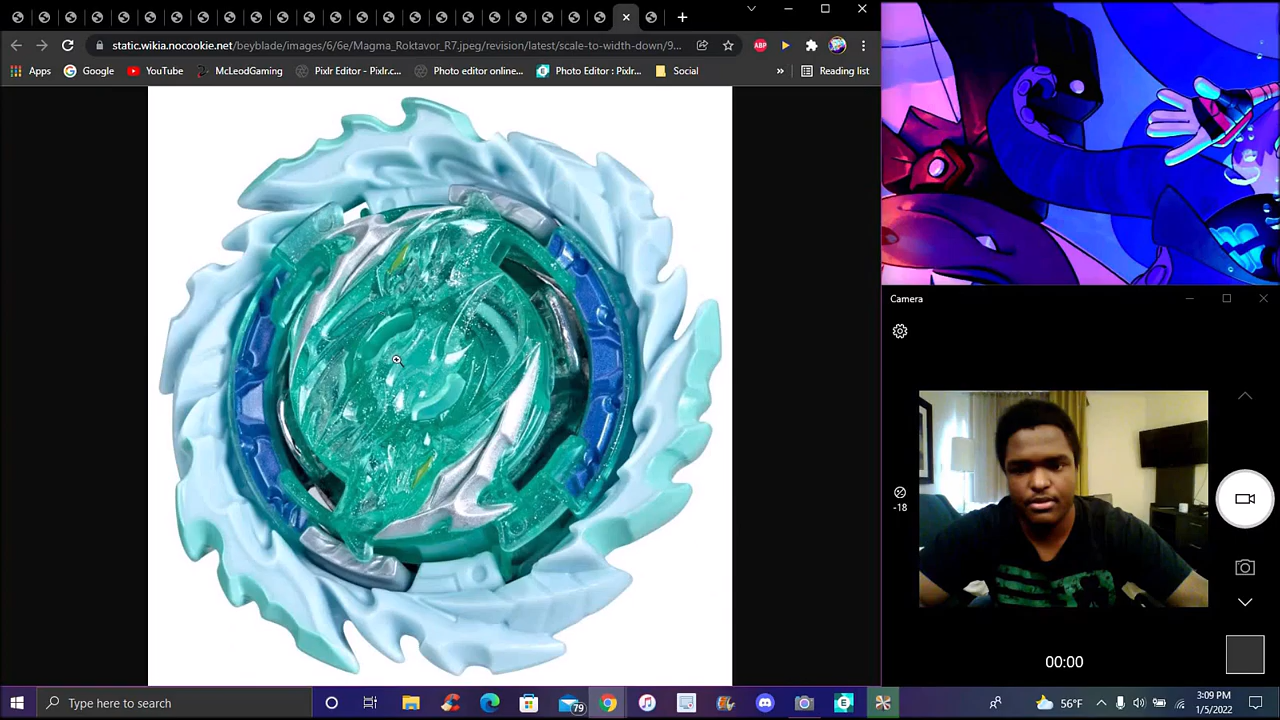 static.wikia.nocookie.net/beyblade/images/6/6e/Magma_Roktavor_R7.jpeg/revision/latest/scale-to-width-down/9...
ABP
Apps Google YouTube McLeodGaming Pixlr Editor - Pixlr.c... Photo editor online... Photo Editor : Pixlr... Social » Reading list
Camera
-18
00:00
Type here to search
79
56°F
3:09 PM
1/5/2022